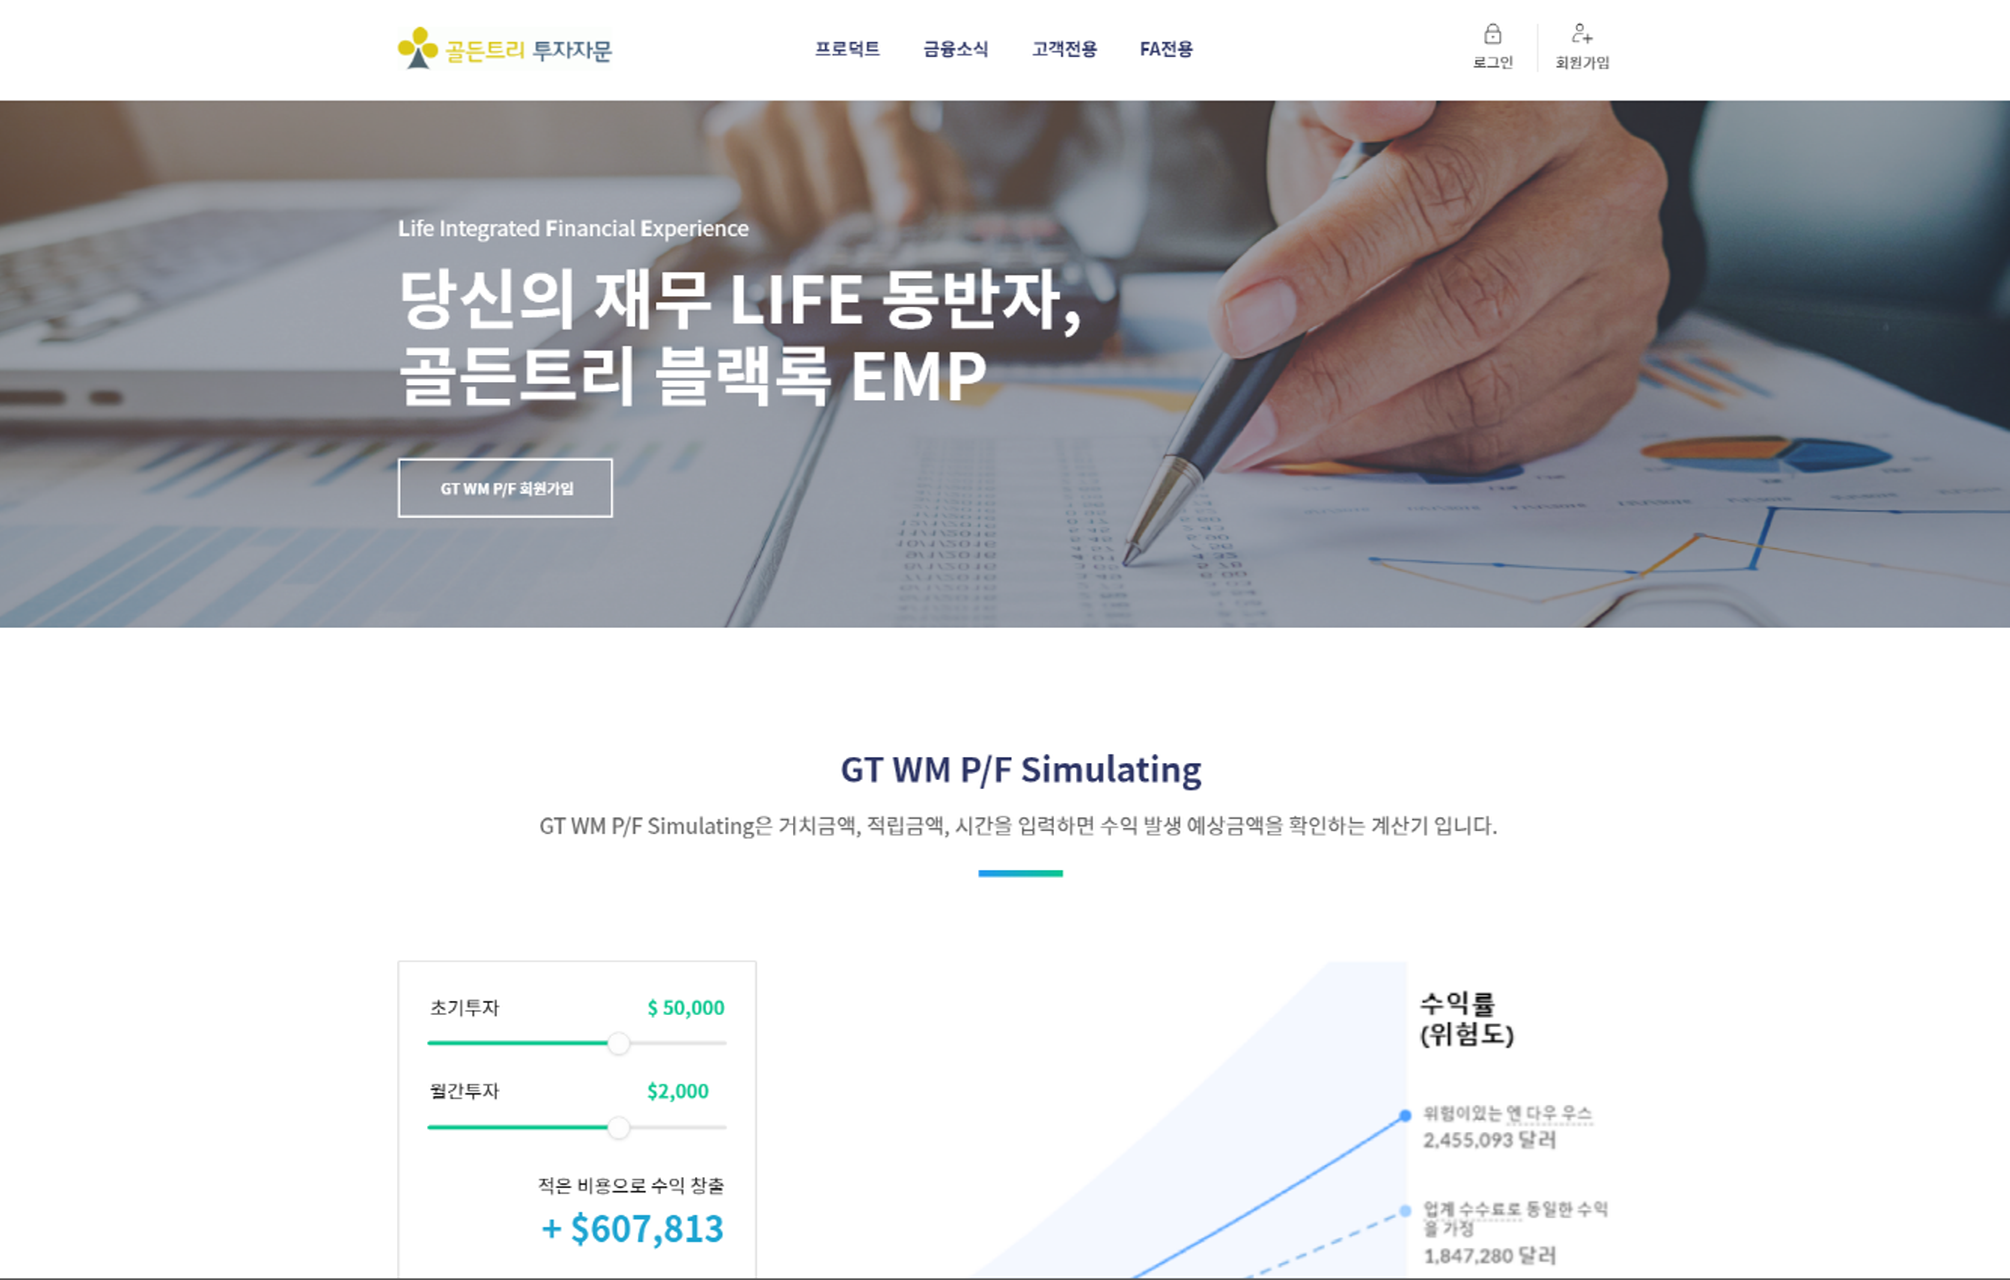 골든트리 투자자문
프로덕트
금융소식
고객전용
FA전용
로그인
회원가입
Life Integrated Financial Experience
당신의 재무 LIFE 동반자,
골든트리 블랙록 EMP
GT WM P/F 회원가입
GT WM P/F Simulating
GT WM P/F Simulating은 거치금액, 적립금액, 시간을 입력하면 수익 발생 예상금액을 확인하는 계산기 입니다.
초기투자 $ 50,000
월간투자 $2,000
적은 비용으로 수익 창출
+ $607,813
수익률
(위험도)
위험이있는 엔 다우 우스
2,455,093 달러
업계 수수료로 동일한 수익
을 가정
1,847,280 달러